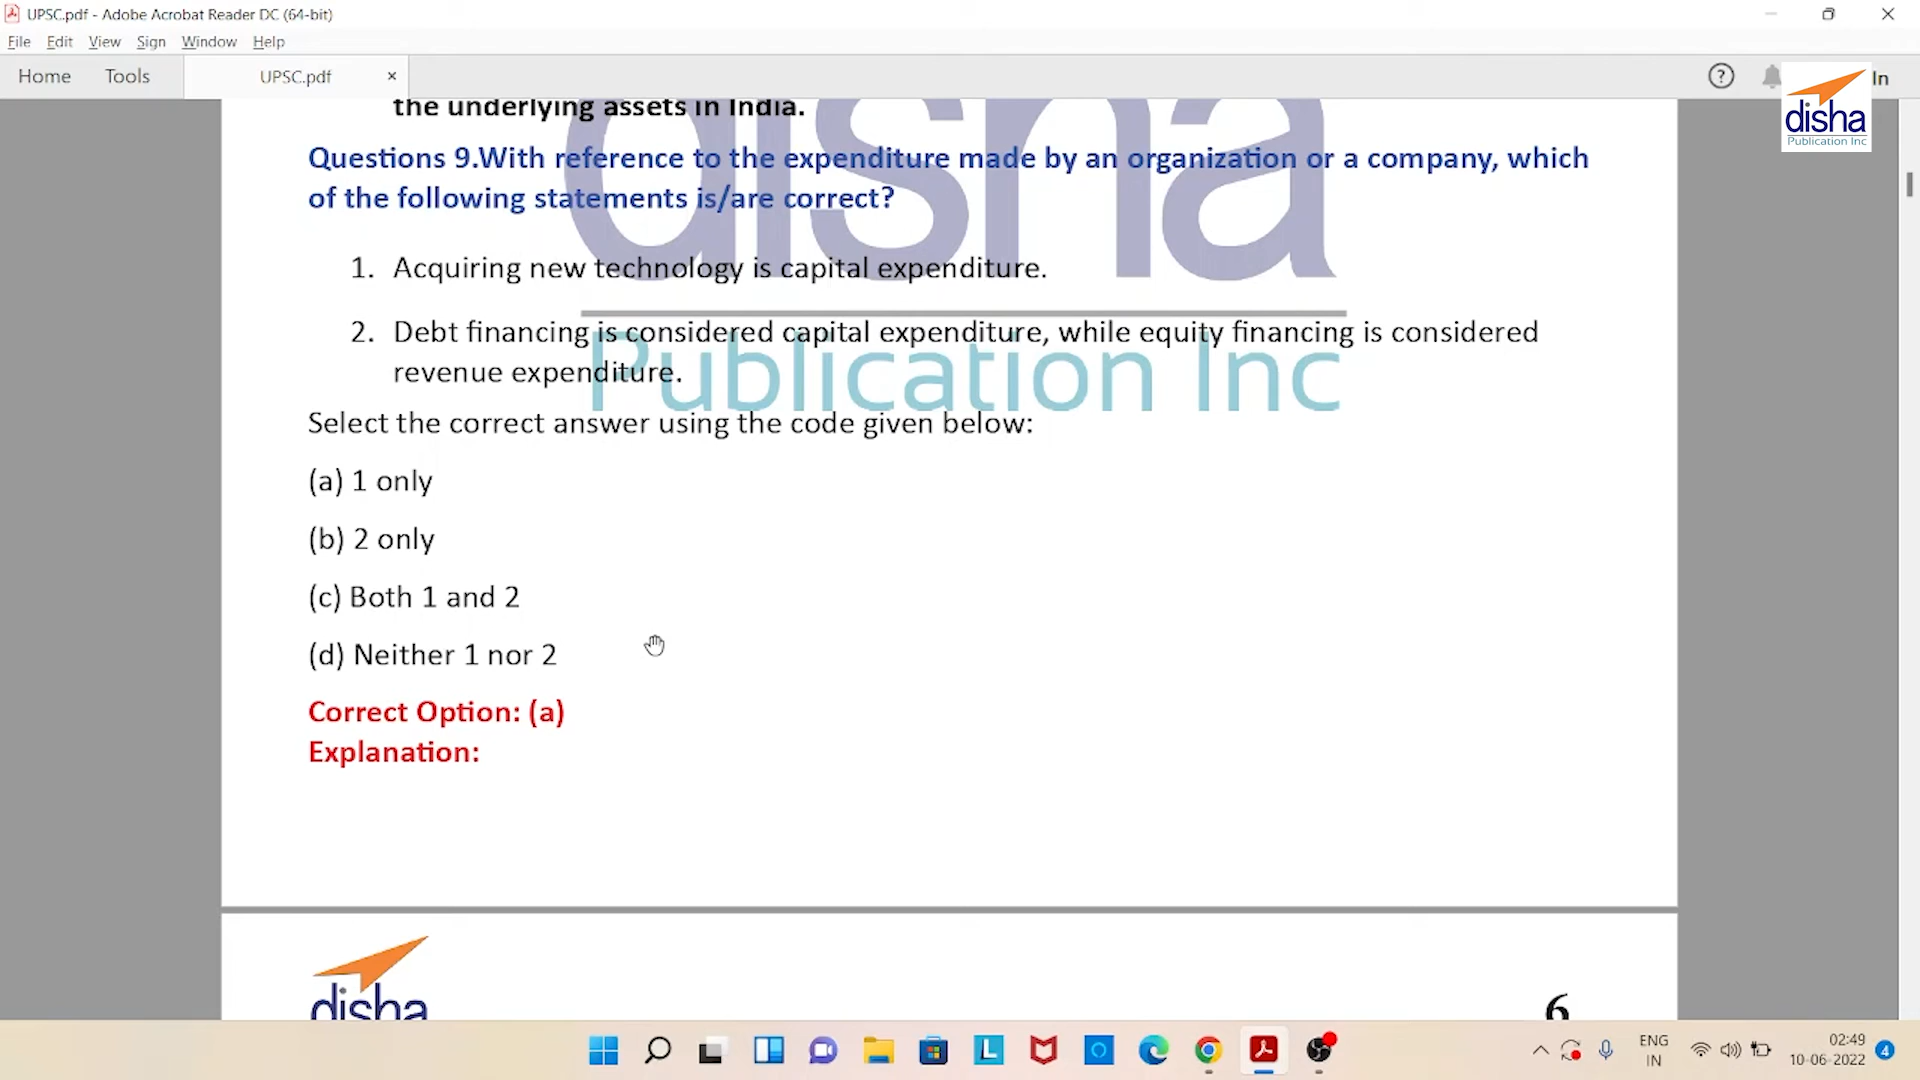 UPSC.pdf - Adobe Acrobat Reader DC (64-bit)
File Edit View Sign Window Help
Home Tools UPSC.pdf × ? In
disha
Publication Inc
the underlying assets in India.
Questions 9.With reference to the expenditure made by an organization or a company, which
of the following statements is/are correct?
1. Acquiring new technology is capital expenditure.
2. Debt financing is considered capital expenditure, while equity financing is considered
revenue expenditure.
disha
Publication Inc
Select the correct answer using the code given below:
(a) 1 only
(b) 2 only
(c) Both 1 and 2
(d) Neither 1 nor 2
Correct Option: (a)
Explanation:
disha
6
L
ENG
IN
02:49
10-06-2022
4